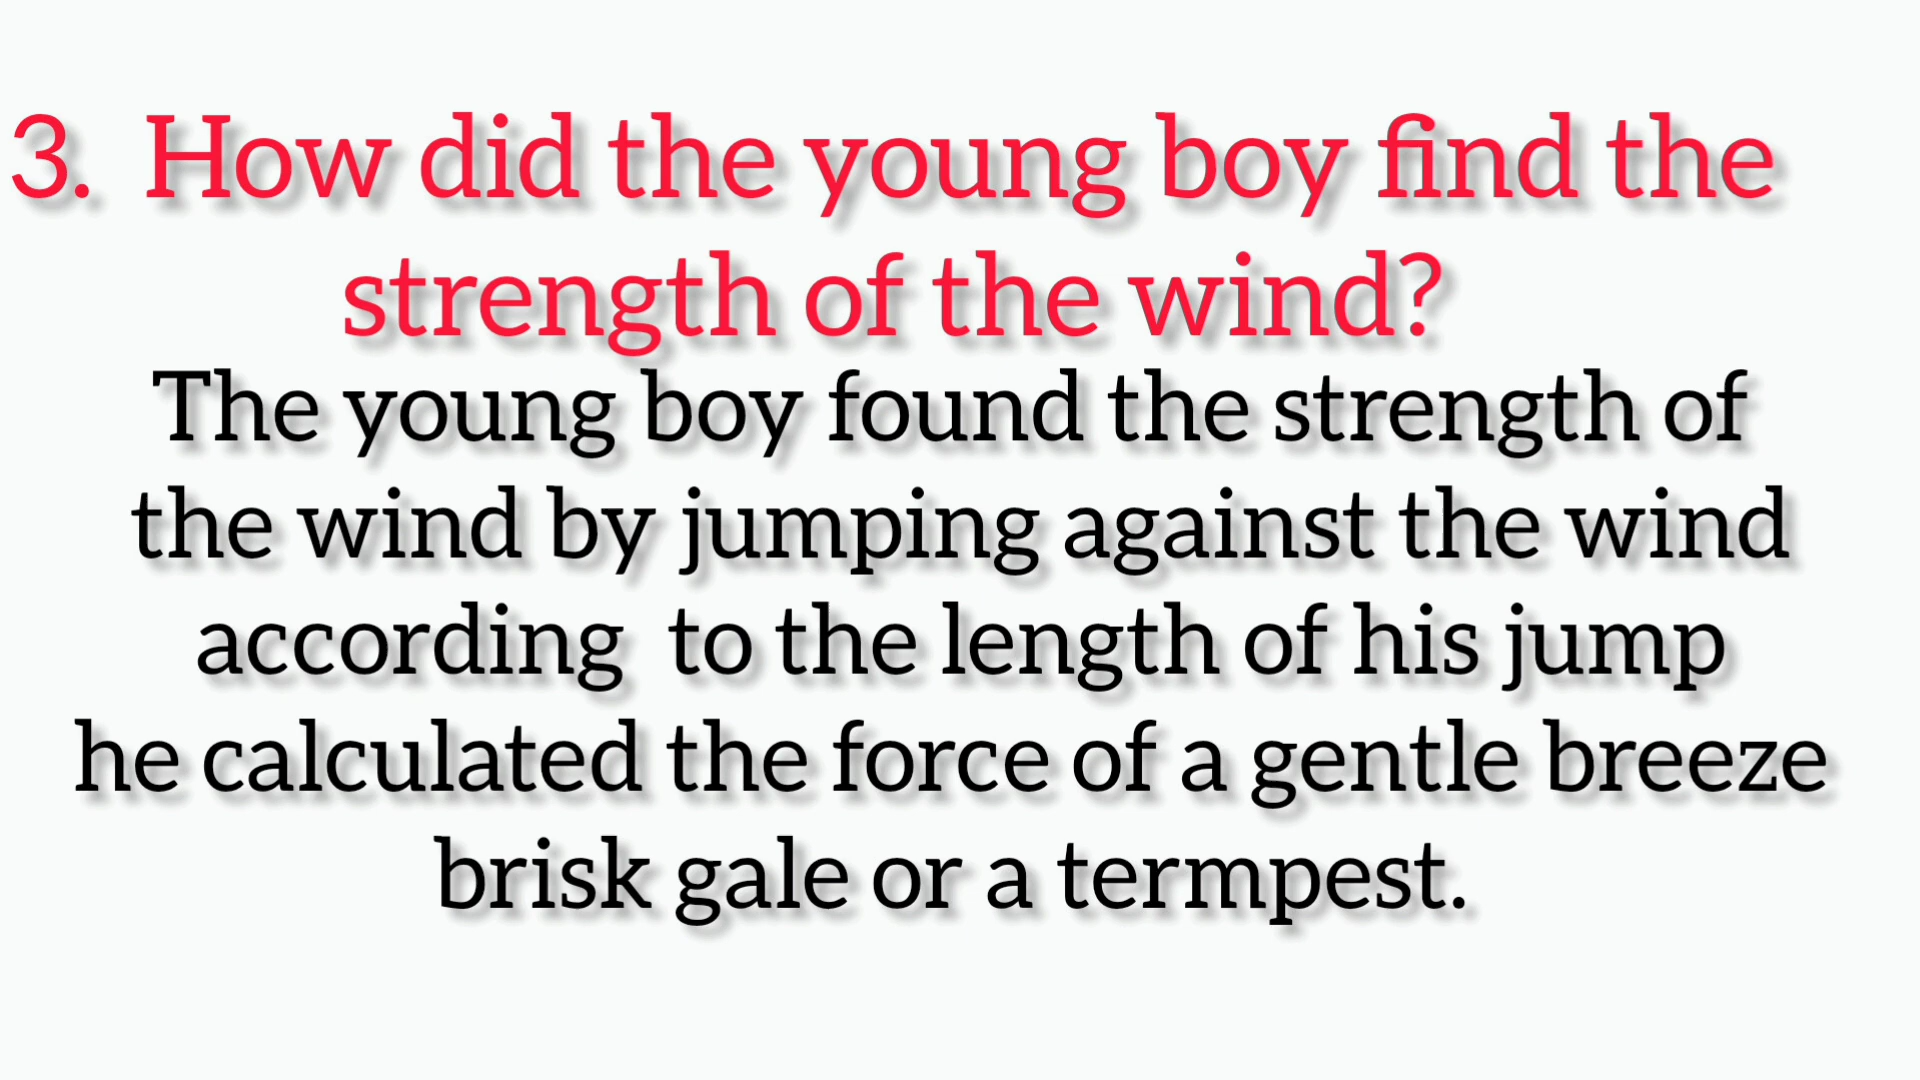 3. How did the young boy find the
strength of the wind?
The young boy found the strength of
the wind by jumping against the wind
according to the length of his jump
he calculated the force of a gentle breeze
brisk gale or a termpest.